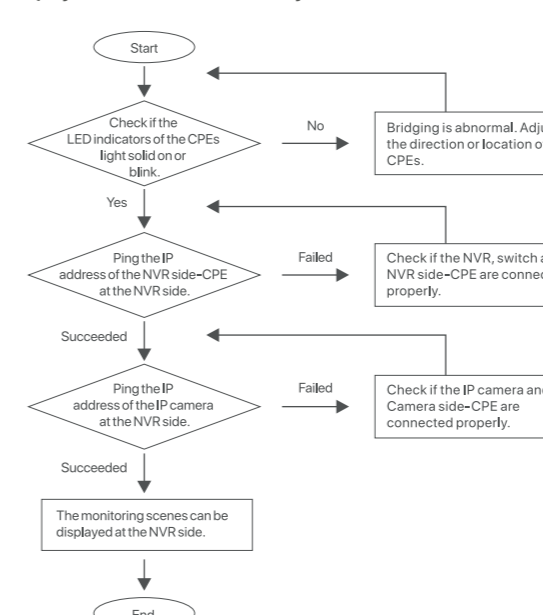 Start
Check if the
LED indicators of the CPEs
light solid on or
blink.
No
Bridging is abnormal.
the direction or location
CPEs.
Yes
Ping the IP
address of the NVR side-CPE
at the NVR side.
Failed
Check if the NVR, switch
NVR side-CPE are
properly.
Succeeded
Ping the IP
address of the IP camera
at the NVR side.
Failed
Check if the IP camera and
Camera side-CPE are
connected properly.
Succeeded
The monitoring scenes can be
displayed at the NVR side.
End